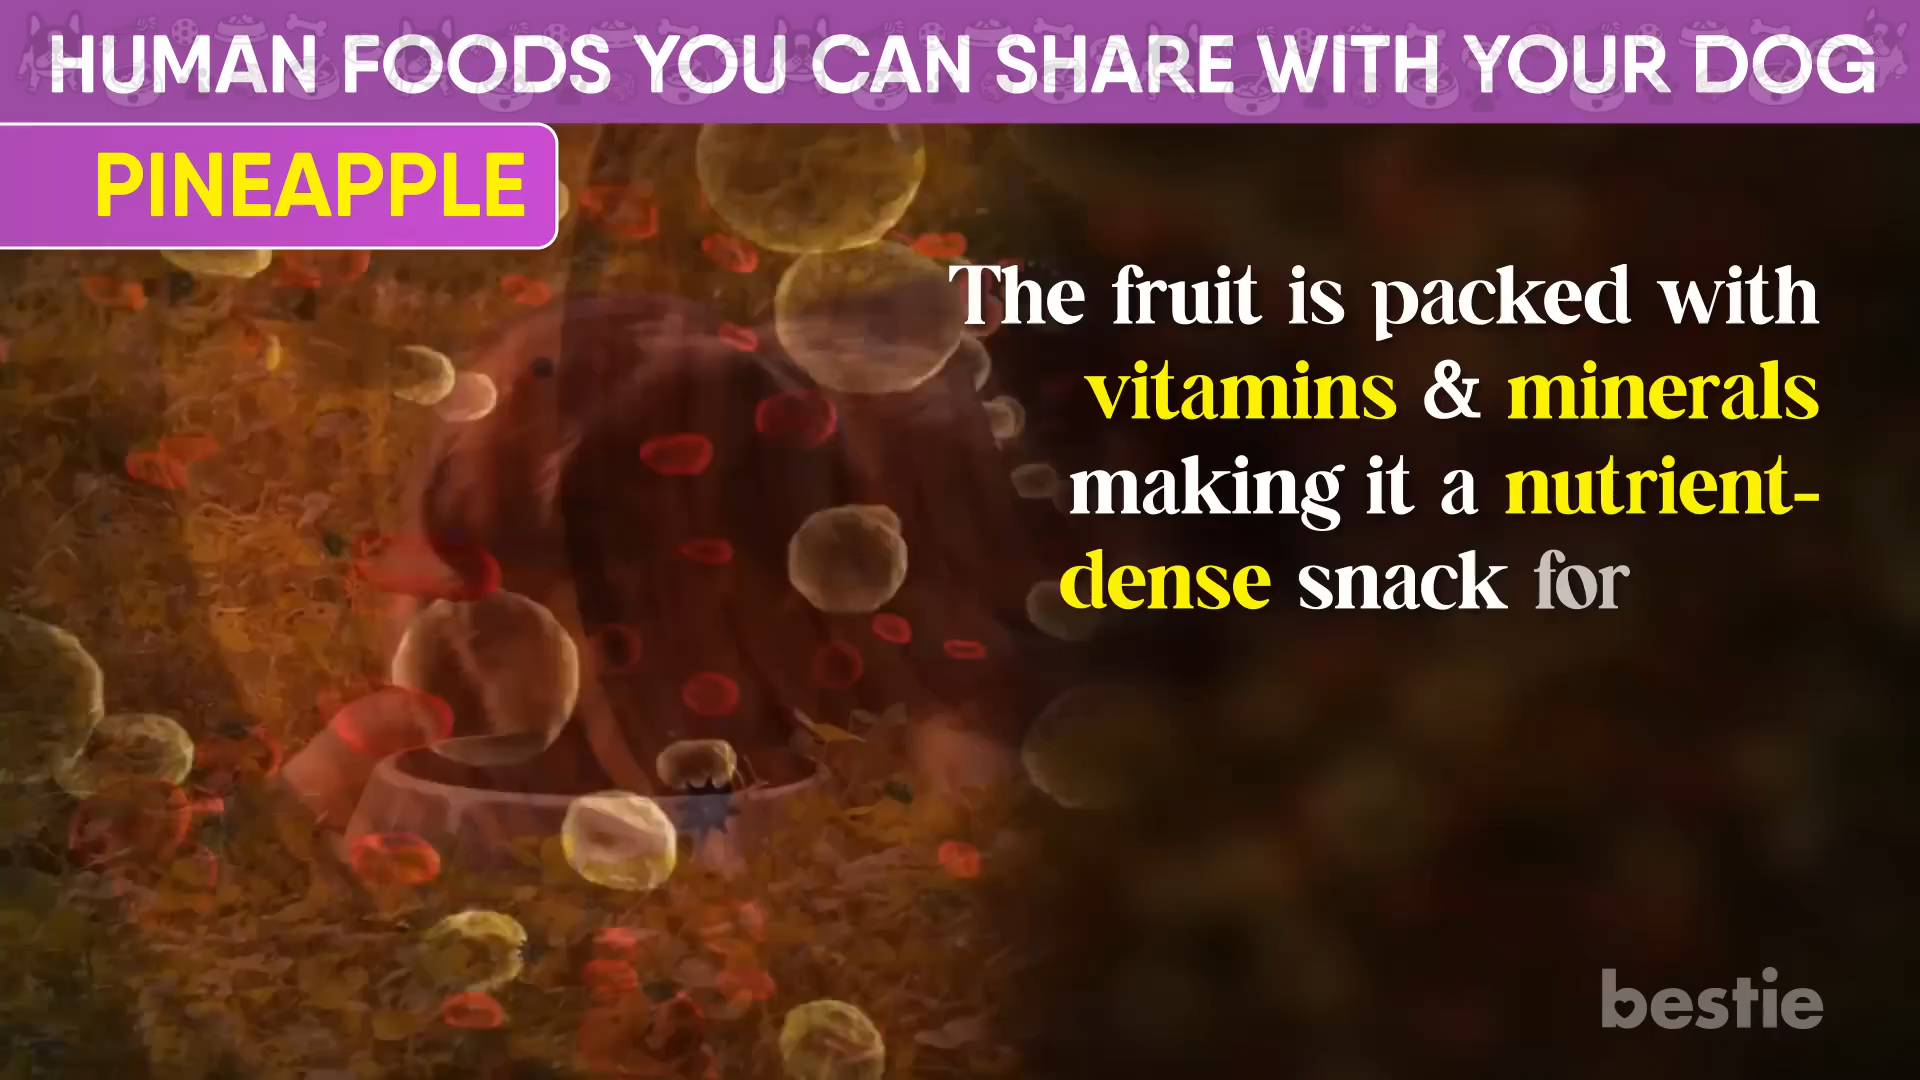 HUMAN FOODS YOU CAN SHARE WITH YOUR DOG
PINEAPPLE
The fruit is packed with
vitamins & minerals
making it a nutrient-
dense snack for
bestie